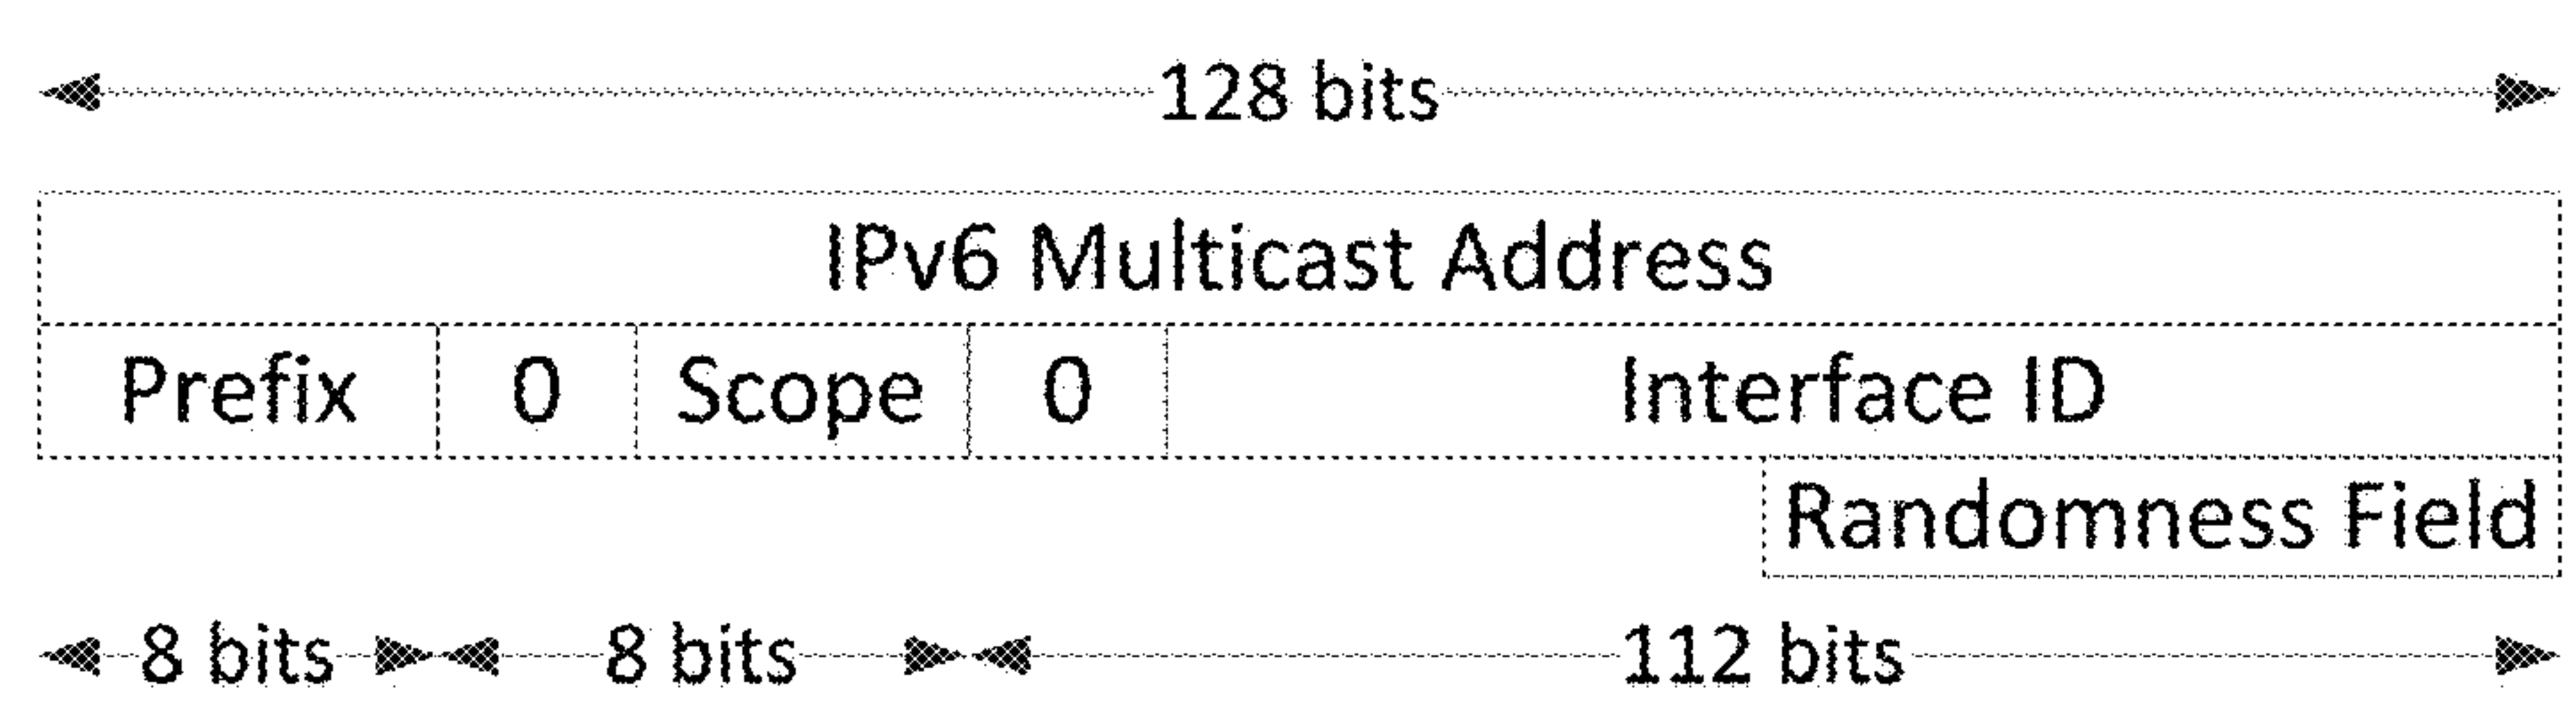 128 bits
IPv6 Multicast Address
Prefix 0 Scope 0 Interface ID
Randomness Field
8 bits 8 bits 112 bits